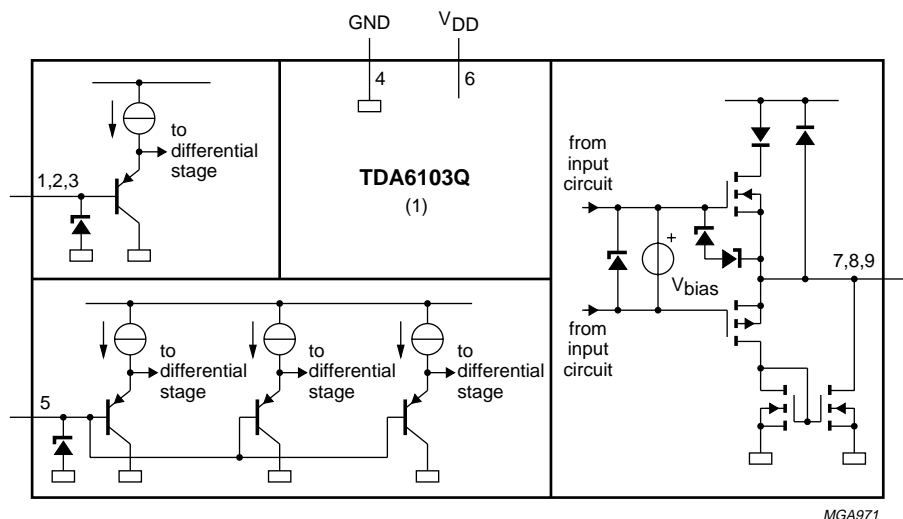 GND
VDD
4
6
to
differential
stage
1,2,3
TDA6103Q
(1)
from
input
circuit
+
Vbias
7,8,9
from
input
circuit
to
differential
stage
to
differential
stage
to
differential
stage
5
MGA971